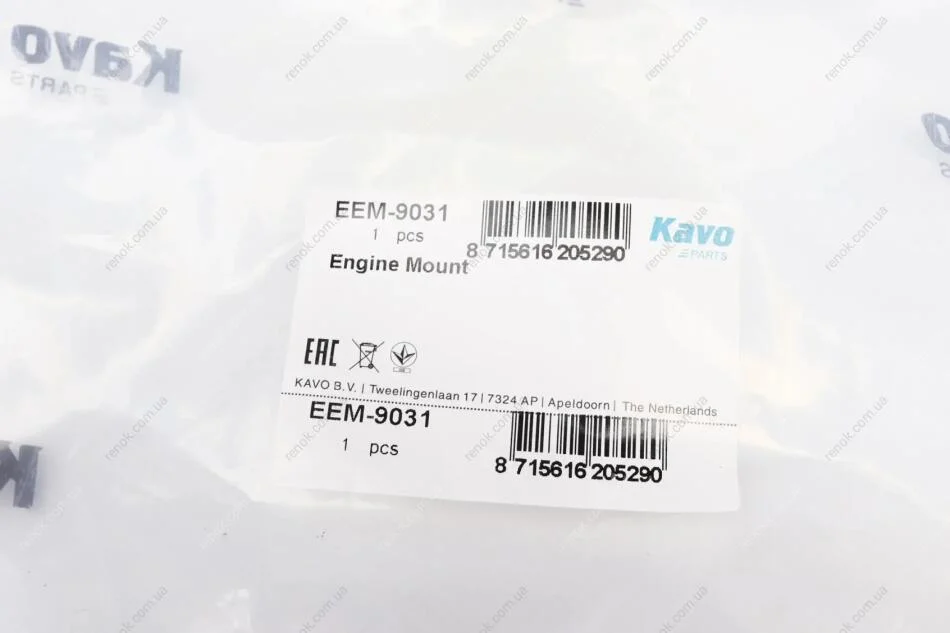 Kavo
PARTS
EEM-9031
1 pcs
8 715616 205290
Engine Mount
Kavo
PARTS
EAC
KAVO B.V. | Tweelingenlaan 17 | 7324 AP | Apeldoorn | The Netherlands
EEM-9031
1 pcs
8 715616 205290
renok.com.ua